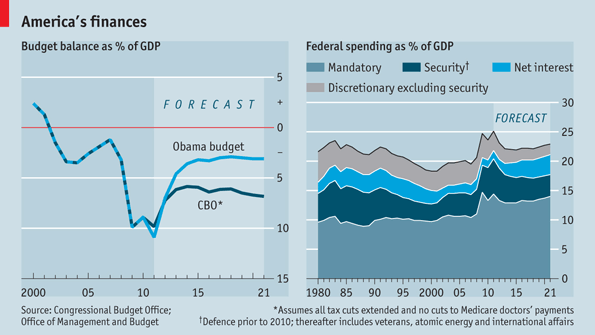 America's finances
Budget balance as % of GDP
5
+
0
–
5
10
15
FORECAST
Obama budget
CBO*
2000 05 10 15 21
Federal spending as % of GDP
Mandatory Security† Net interest
Discretionary excluding security
FORECAST
30
25
20
15
10
5
0
1980 85 90 95 2000 05 10 15 21
Source: Congressional Budget Office;
Office of Management and Budget
*Assumes all tax cuts extended and no cuts to Medicare doctors' payments
†Defence prior to 2010; thereafter includes veterans, atomic energy and international affairs